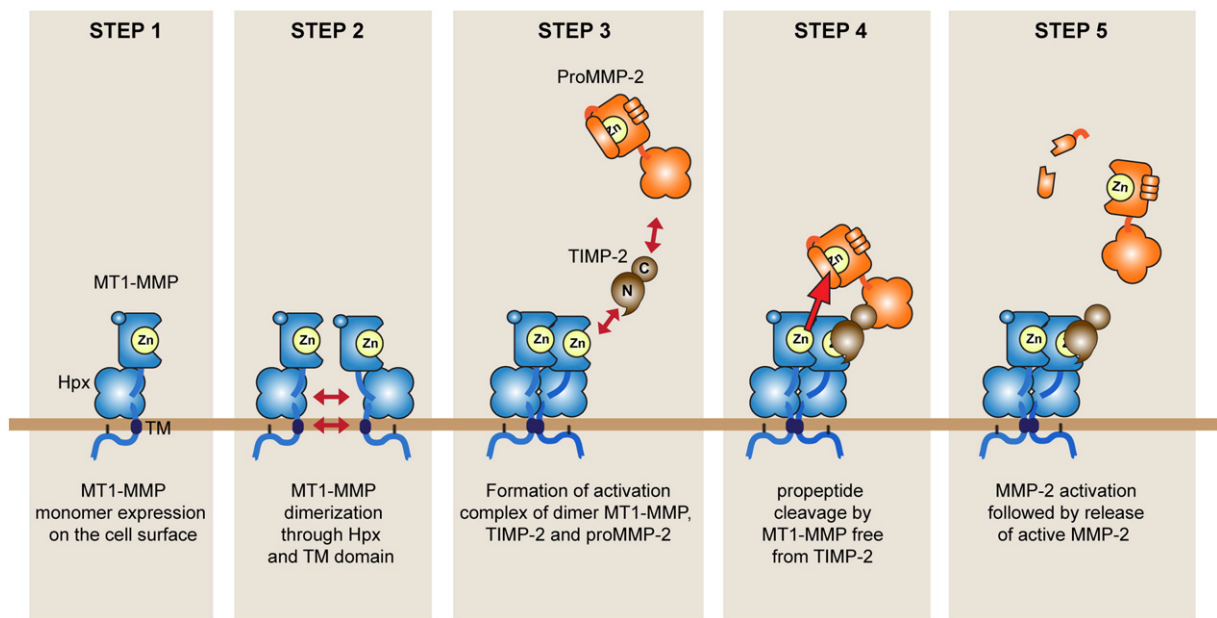 STEP 1
MT1-MMP
Zn
Hpx
TM
MT1-MMP
monomer expression
on the cell surface
STEP 2
Zn
Zn
MT1-MMP
dimerization
through Hpx
and TM domain
STEP 3
ProMMP-2
Zn
TIMP-2
C
N
Zn
Zn
Formation of activation
complex of dimer MT1-MMP,
TIMP-2 and proMMP-2
STEP 4
Zn
Zn
Zn
propeptide
cleavage by
MT1-MMP free
from TIMP-2
STEP 5
Zn
Zn
Zn
MMP-2 activation
followed by release
of active MMP-2